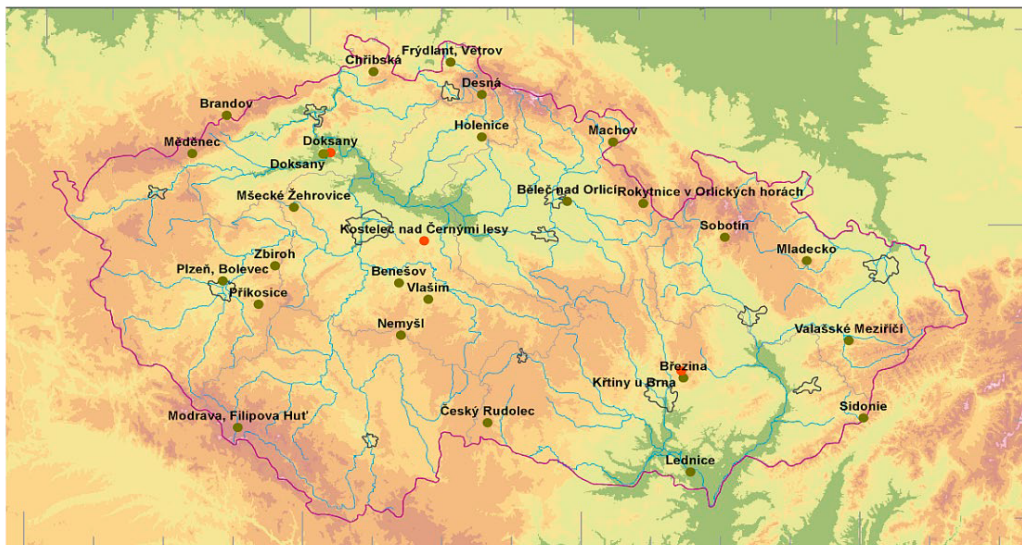 Frýdlant, Větrov
Chřibská
Desná
Brandov
Holenice
Machov
Měděnec
Doksany
Doksany
Běleč nad Orlicí
Rokytnice v Orlických horách
Mšecké Žehrovice
Kostelec nad Černými lesy
Sobotín
Mladecko
Zbiroh
Plzeň, Bolevec
Benešov
Příkosice
Vlašim
Nemyšl
Valašské Meziříčí
Březina
Křtiny u Brna
Modrava, Filipova Huť
Český Rudolec
Sidonie
Lednice